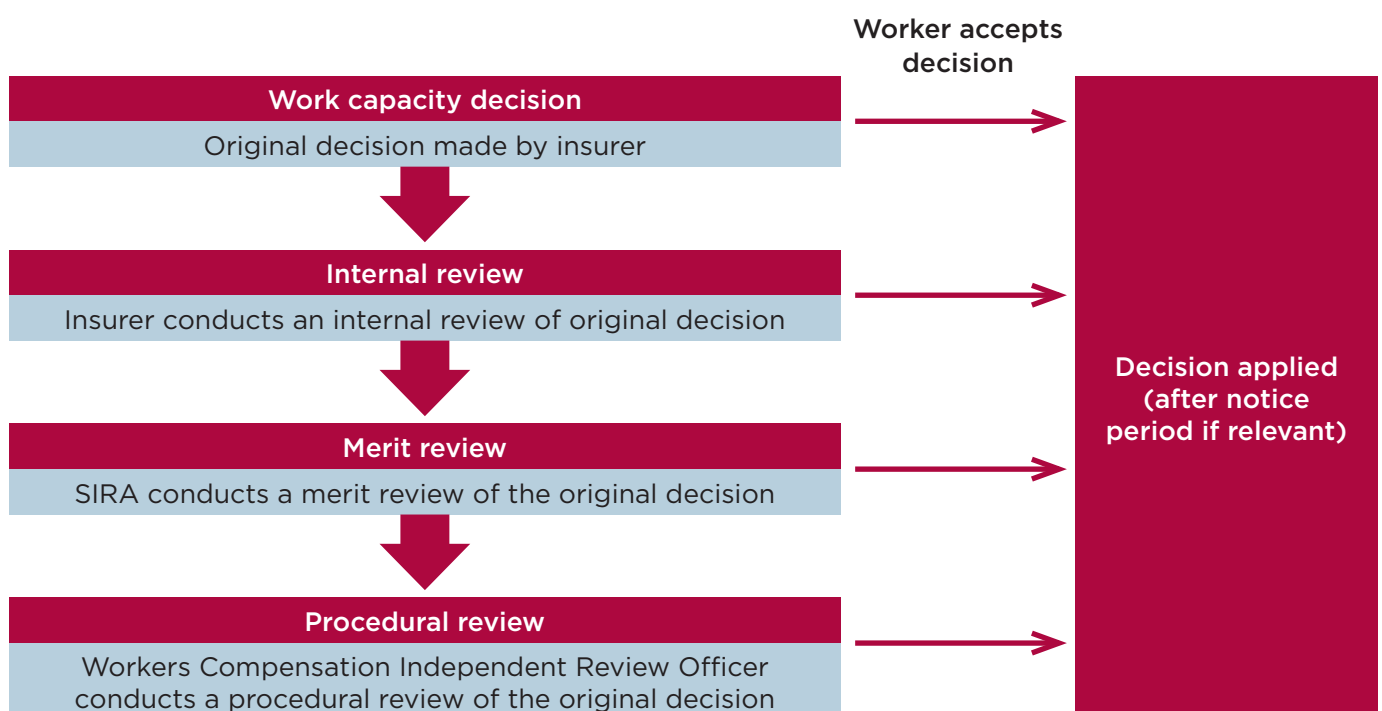 Worker accepts
decision
Work capacity decision
Original decision made by insurer
Internal review
Insurer conducts an internal review of original decision
Merit review
SIRA conducts a merit review of the original decision
Procedural review
Workers Compensation Independent Review Officer
conducts a procedural review of the original decision
Decision applied
(after notice
period if relevant)